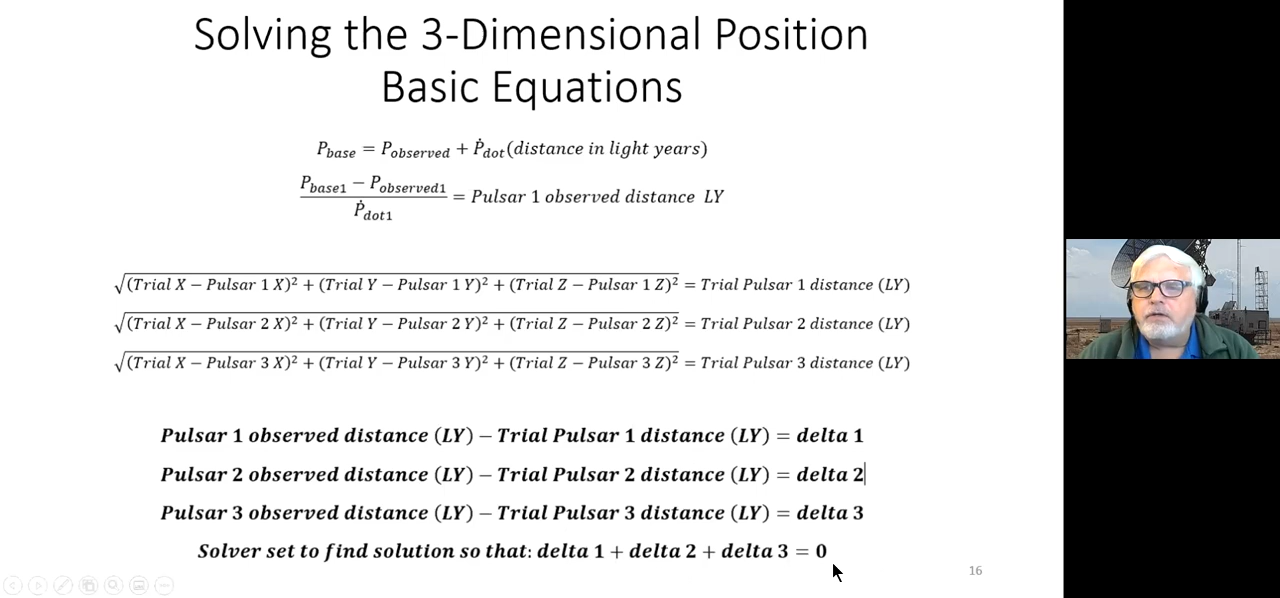 Solving the 3-Dimensional Position
Basic Equations
P_base = P_observed + Ṗ_dot(distance in light years)
(P_base1 − P_observed1) / Ṗ_dot1 = Pulsar 1 observed distance LY
√((Trial X − Pulsar 1 X)² + (Trial Y − Pulsar 1 Y)² + (Trial Z − Pulsar 1 Z)²) = Trial Pulsar 1 distance (LY)
√((Trial X − Pulsar 2 X)² + (Trial Y − Pulsar 2 Y)² + (Trial Z − Pulsar 2 Z)²) = Trial Pulsar 2 distance (LY)
√((Trial X − Pulsar 3 X)² + (Trial Y − Pulsar 3 Y)² + (Trial Z − Pulsar 3 Z)²) = Trial Pulsar 3 distance (LY)
Pulsar 1 observed distance (LY) − Trial Pulsar 1 distance (LY) = delta 1
Pulsar 2 observed distance (LY) − Trial Pulsar 2 distance (LY) = delta 2
Pulsar 3 observed distance (LY) − Trial Pulsar 3 distance (LY) = delta 3
Solver set to find solution so that: delta 1 + delta 2 + delta 3 = 0
16